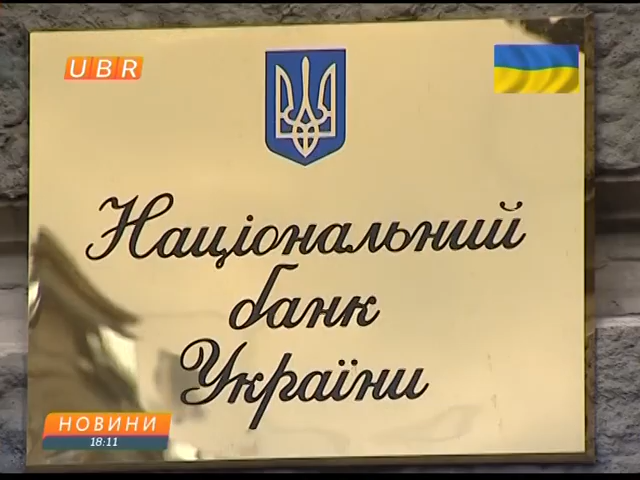 UBR
Національний
банк
України
НОВИНИ
18:11